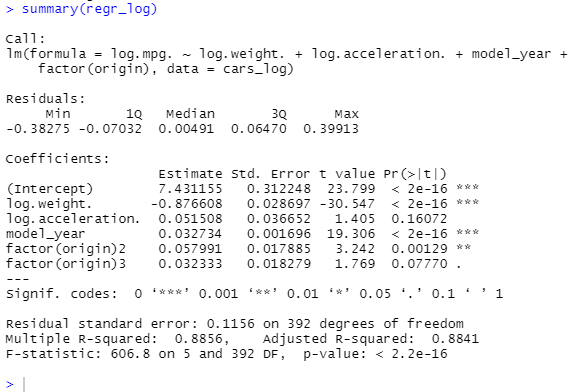 > summary(regr_log)
Call:
lm(formula = log.mpg. ~ log.weight. + log.acceleration. + model_year +
    factor(origin), data = cars_log)
Residuals:
     Min       1Q   Median       3Q      Max
-0.38275 -0.07032  0.00491  0.06470  0.39913
Coefficients:
                   Estimate Std. Error t value Pr(>|t|)
(Intercept)        7.431155   0.312248  23.799  < 2e-16 ***
log.weight.       -0.876608   0.028697 -30.547  < 2e-16 ***
log.acceleration.  0.051508   0.036652   1.405  0.16072
model_year         0.032734   0.001696  19.306  < 2e-16 ***
factor(origin)2    0.057991   0.017885   3.242  0.00129 **
factor(origin)3    0.032333   0.018279   1.769  0.07770 .
---
Signif. codes:  0 ‘***’ 0.001 ‘**’ 0.01 ‘*’ 0.05 ‘.’ 0.1 ‘ ’ 1
Residual standard error: 0.1156 on 392 degrees of freedom
Multiple R-squared:  0.8856,    Adjusted R-squared:  0.8841
F-statistic: 606.8 on 5 and 392 DF,  p-value: < 2.2e-16
>